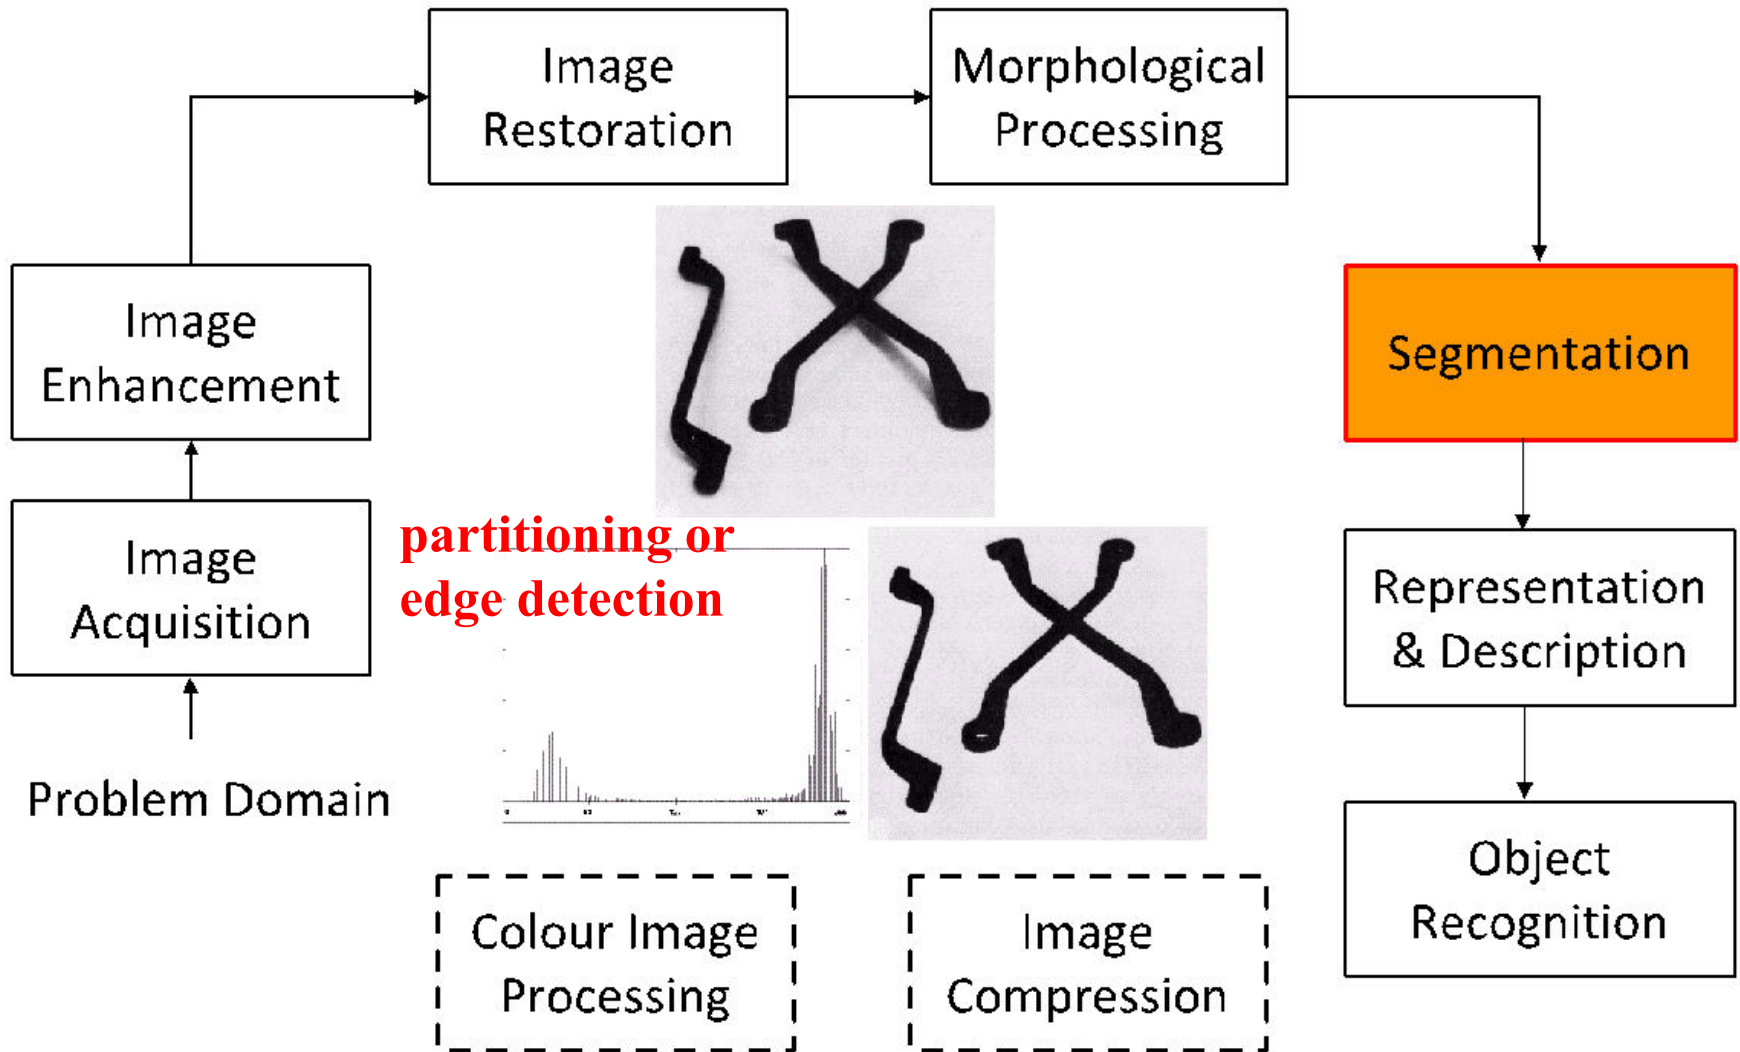 Image
Restoration
Morphological
Processing
Image
Enhancement
Segmentation
Image
Acquisition
partitioning or
edge detection
Representation
& Description
Problem Domain
Object
Recognition
Colour Image
Processing
Image
Compression